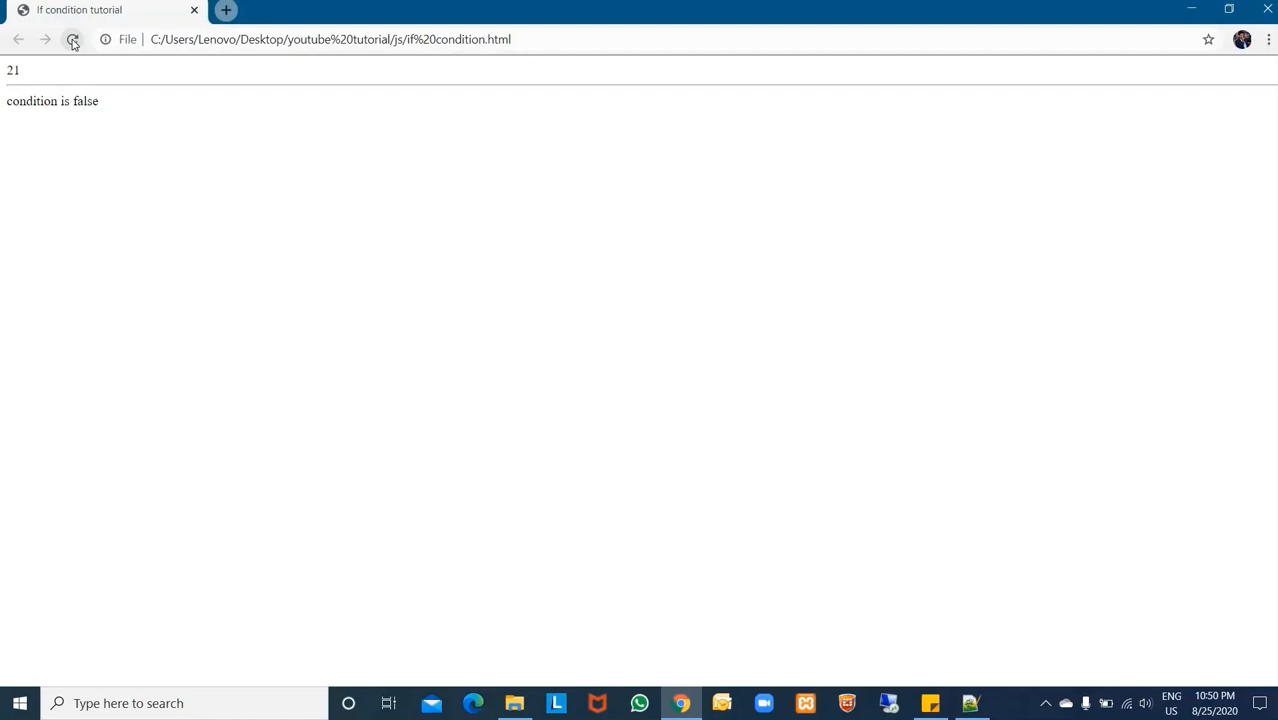 If condition tutorial
File | C:/Users/Lenovo/Desktop/youtube%20tutorial/js/if%20condition.html
21
condition is false
Type here to search
L
ENG
US
10:50 PM
8/25/2020